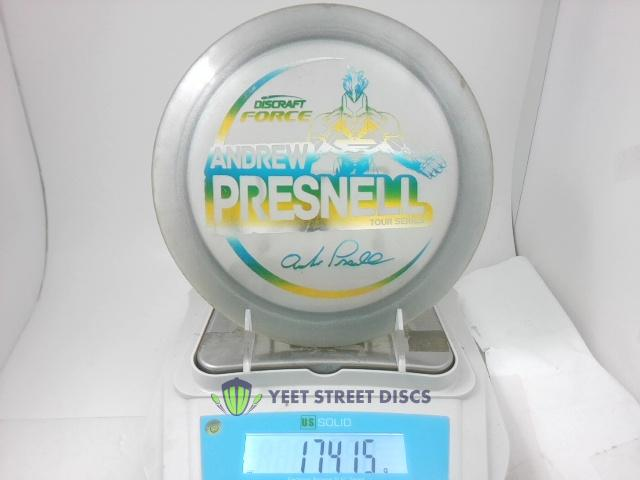 DISCRAFT
FORCE
ANDREW
PRESNELL
TOUR SERIES
YEET STREET DISCS
US SOLID
174.15 g